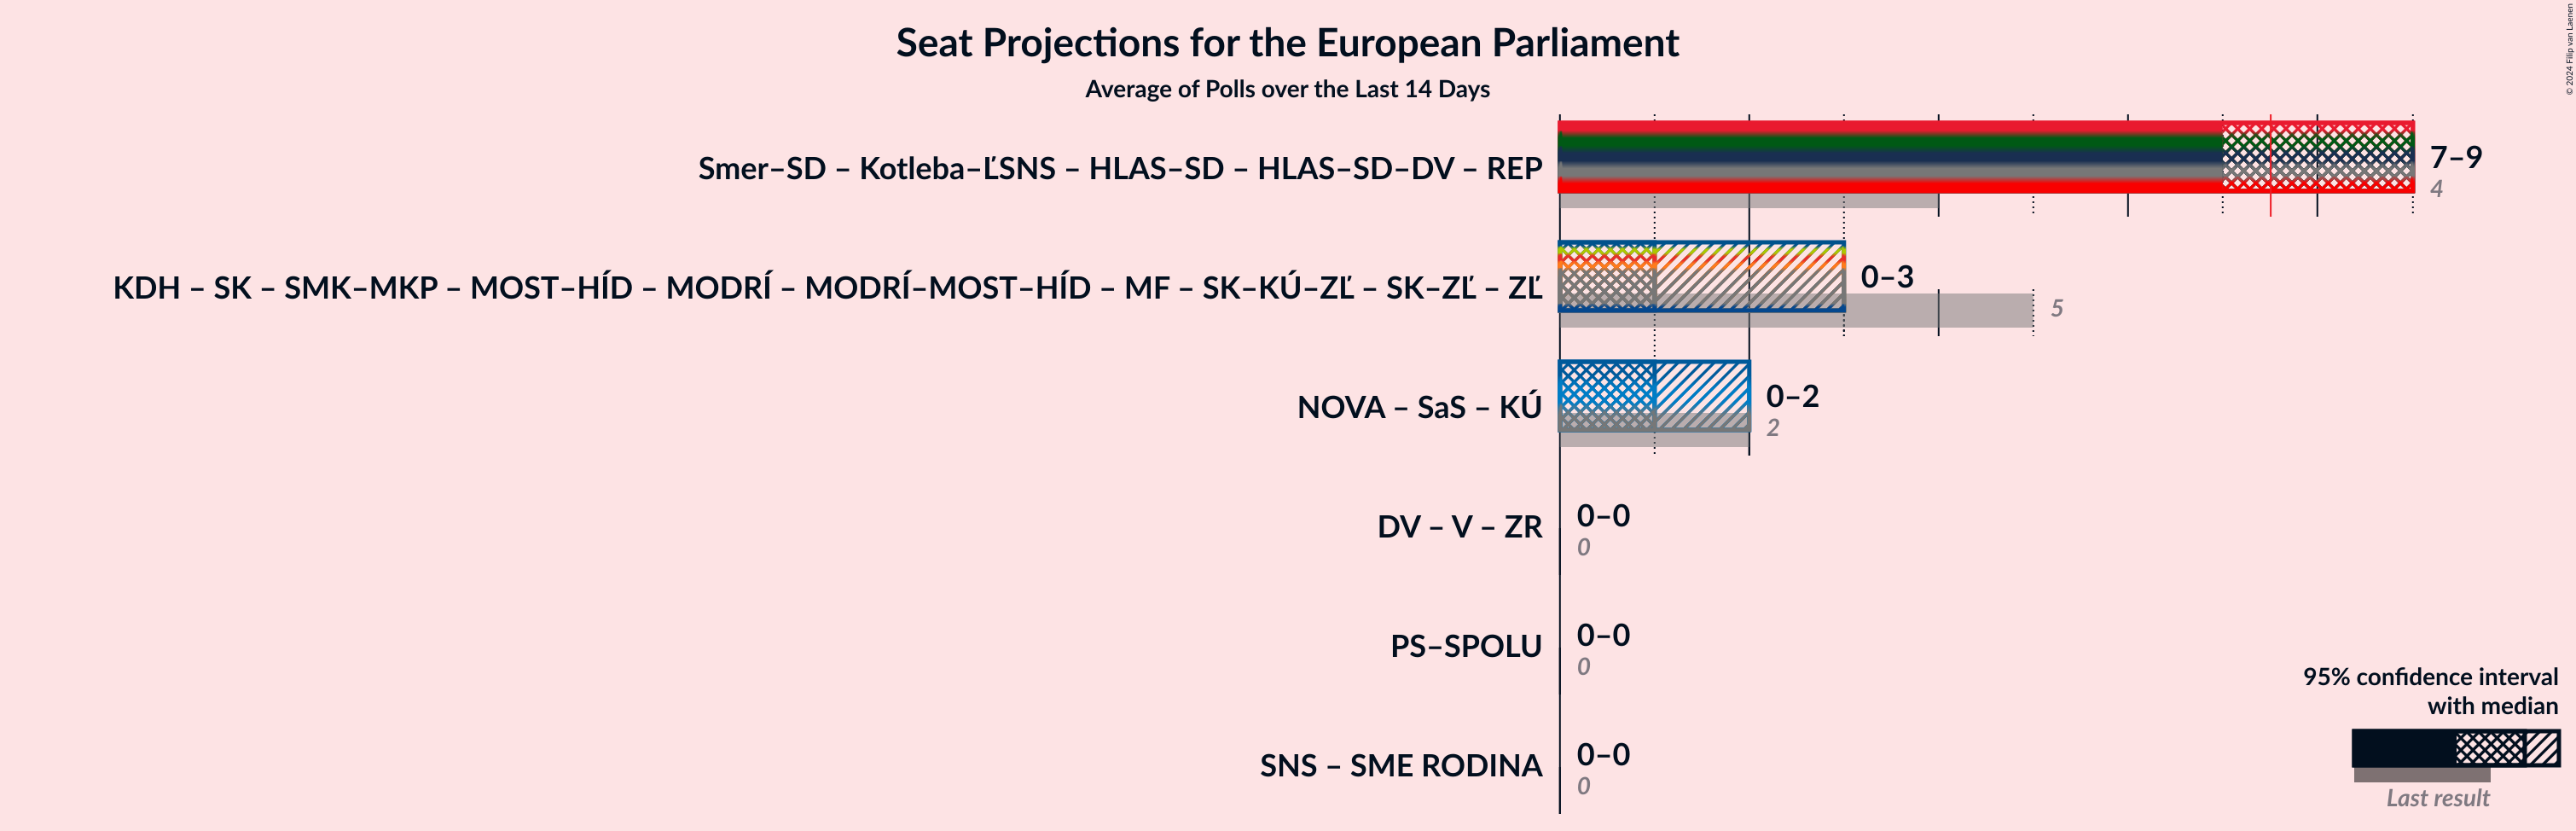 © 2024 Filip van Laenen
Seat Projections for the European Parliament
Average of Polls over the Last 14 Days
Smer–SD – Kotleba–ĽSNS – HLAS–SD – HLAS–SD–DV – REP
7–9
4
KDH – SK – SMK–MKP – MOST–HÍD – MODRÍ – MODRÍ–MOST–HÍD – MF – SK–KÚ–ZĽ – SK–ZĽ – ZĽ
0–3
5
NOVA – SaS – KÚ
0–2
2
DV – V – ZR
0–0
0
PS–SPOLU
0–0
0
SNS – SME RODINA
0–0
0
95% confidence interval
with median
Last result